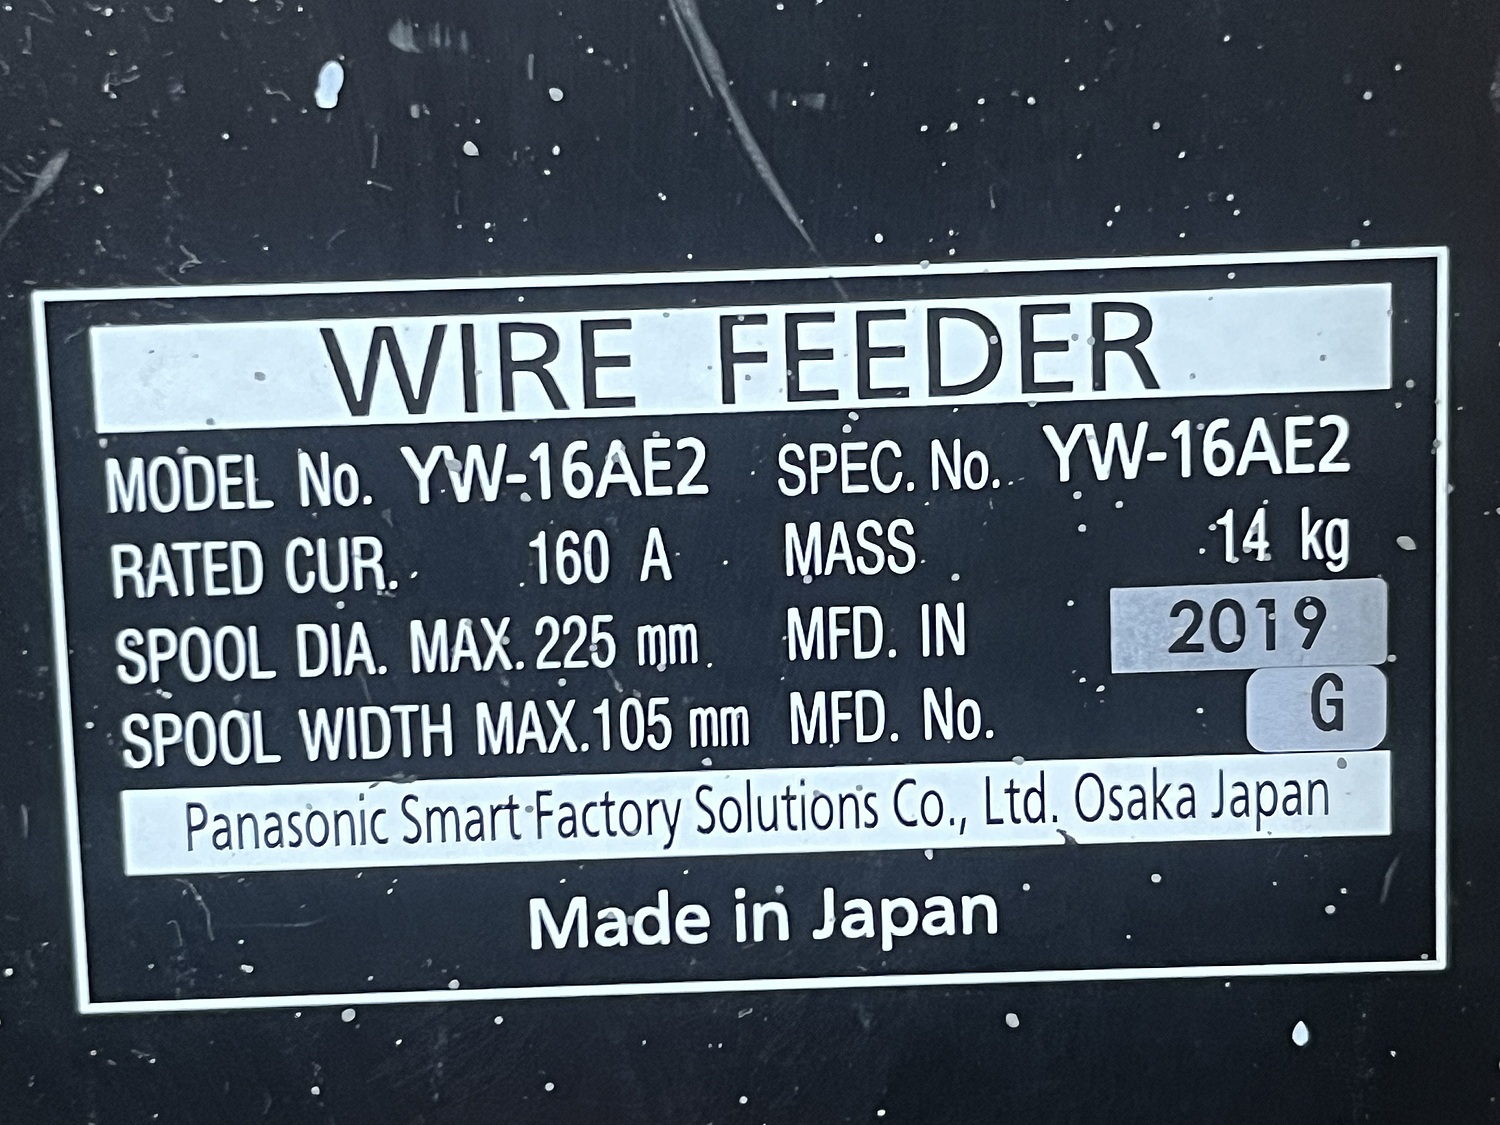 WIRE FEEDER
MODEL No. YW-16AE2 SPEC. No. YW-16AE2
RATED CUR. 160 A MASS 14 kg
SPOOL DIA. MAX. 225 mm MFD. IN 2019
SPOOL WIDTH MAX. 105 mm MFD. No. G
Panasonic Smart Factory Solutions Co., Ltd. Osaka Japan
Made in Japan